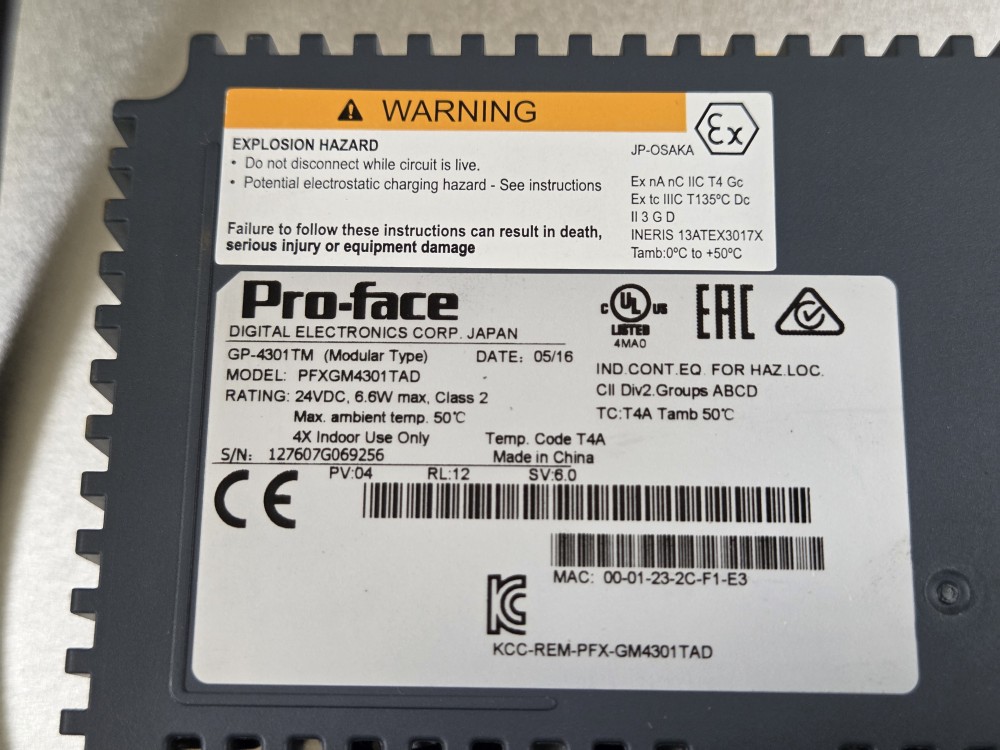 WARNING
EXPLOSION HAZARD
• Do not disconnect while circuit is live.
• Potential electrostatic charging hazard - See instructions
Failure to follow these instructions can result in death,
serious injury or equipment damage
Ex
JP-OSAKA
Ex nA nC IIC T4 Gc
Ex tc IIIC T135°C Dc
II 3 G D
INERIS 13ATEX3017X
Tamb:0°C to +50°C
Pro-face
DIGITAL ELECTRONICS CORP. JAPAN
GP-4301TM (Modular Type) DATE: 05/16
MODEL: PFXGM4301TAD
RATING: 24VDC, 6.6W max, Class 2
Max. ambient temp. 50℃
4X Indoor Use Only Temp. Code T4A
S/N: 127607G069256 Made in China
PV:04 RL:12 SV:6.0
C UL US
LISTED
4MA0
EAC
IND.CONT.EQ. FOR HAZ.LOC.
CII Div2.Groups ABCD
TC:T4A Tamb 50℃
CE
MAC: 00-01-23-2C-F1-E3
KC
KCC-REM-PFX-GM4301TAD